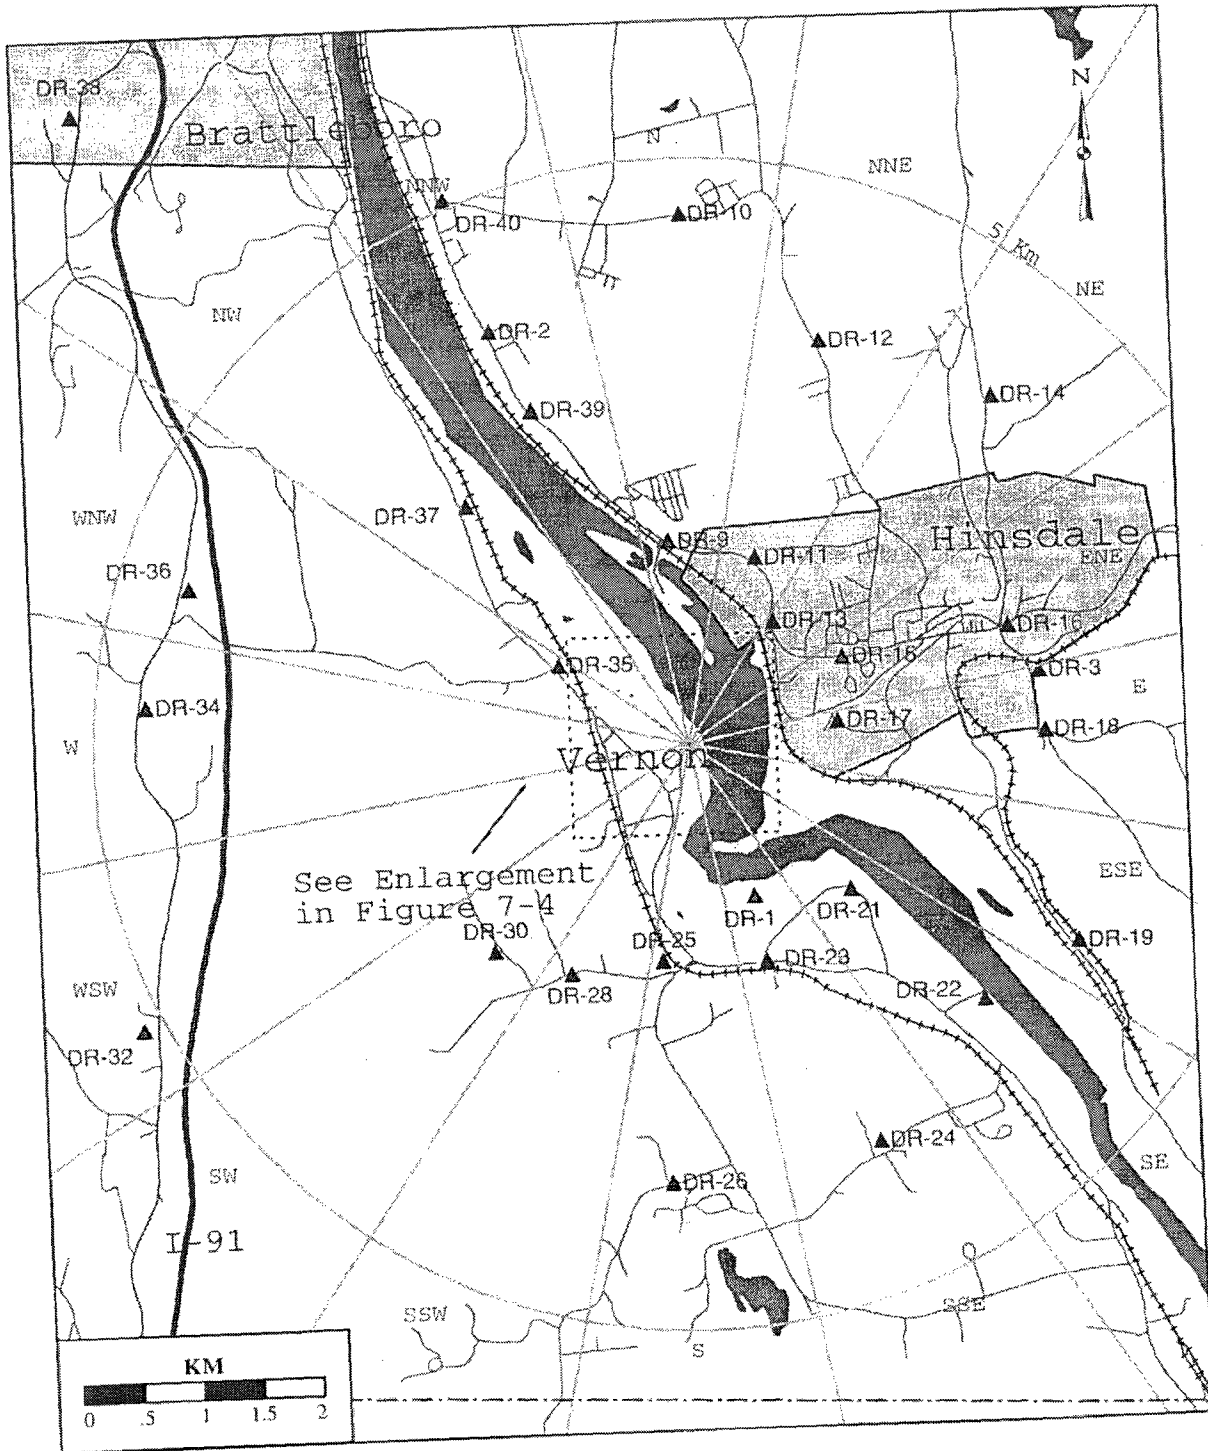 N
DR-38
Brattleboro
N
NNE
NNW
DR-40
DR-10
5 Km
NE
NW
DR-2
DR-12
DR-39
DR-14
WNW
DR-37
DR-9
DR-11
Hinsdale
ENE
DR-36
DR-13
DR-16
DR-35
DR-15
DR-3
E
DR-34
DR-17
DR-18
W
Vernon
See Enlargement
in Figure 7-4
ESE
DR-1
DR-21
DR-30
DR-25
DR-23
DR-19
WSW
DR-28
DR-22
DR-32
DR-24
SE
SW
DR-26
I-91
SSW
SSE
S
KM
0 .5 1 1.5 2